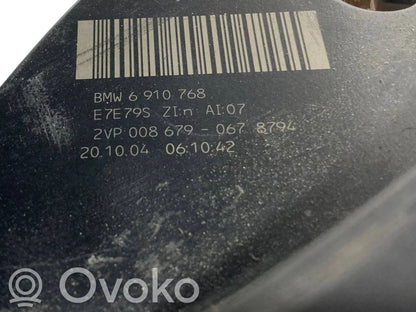 BMW 6 910 768
E7E79S ZI:n AI:07
2VP 008 679 - 067 8794
20.10.04 06:10:42
OVOKO